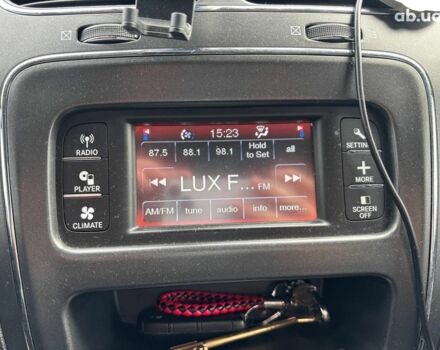 ab.ua
15:23
87.5 88.1 98.1 Hold to Set all
LUX F... FM
AM/FM tune audio info more...
RADIO
PLAYER
CLIMATE
MORE
SCREEN OFF